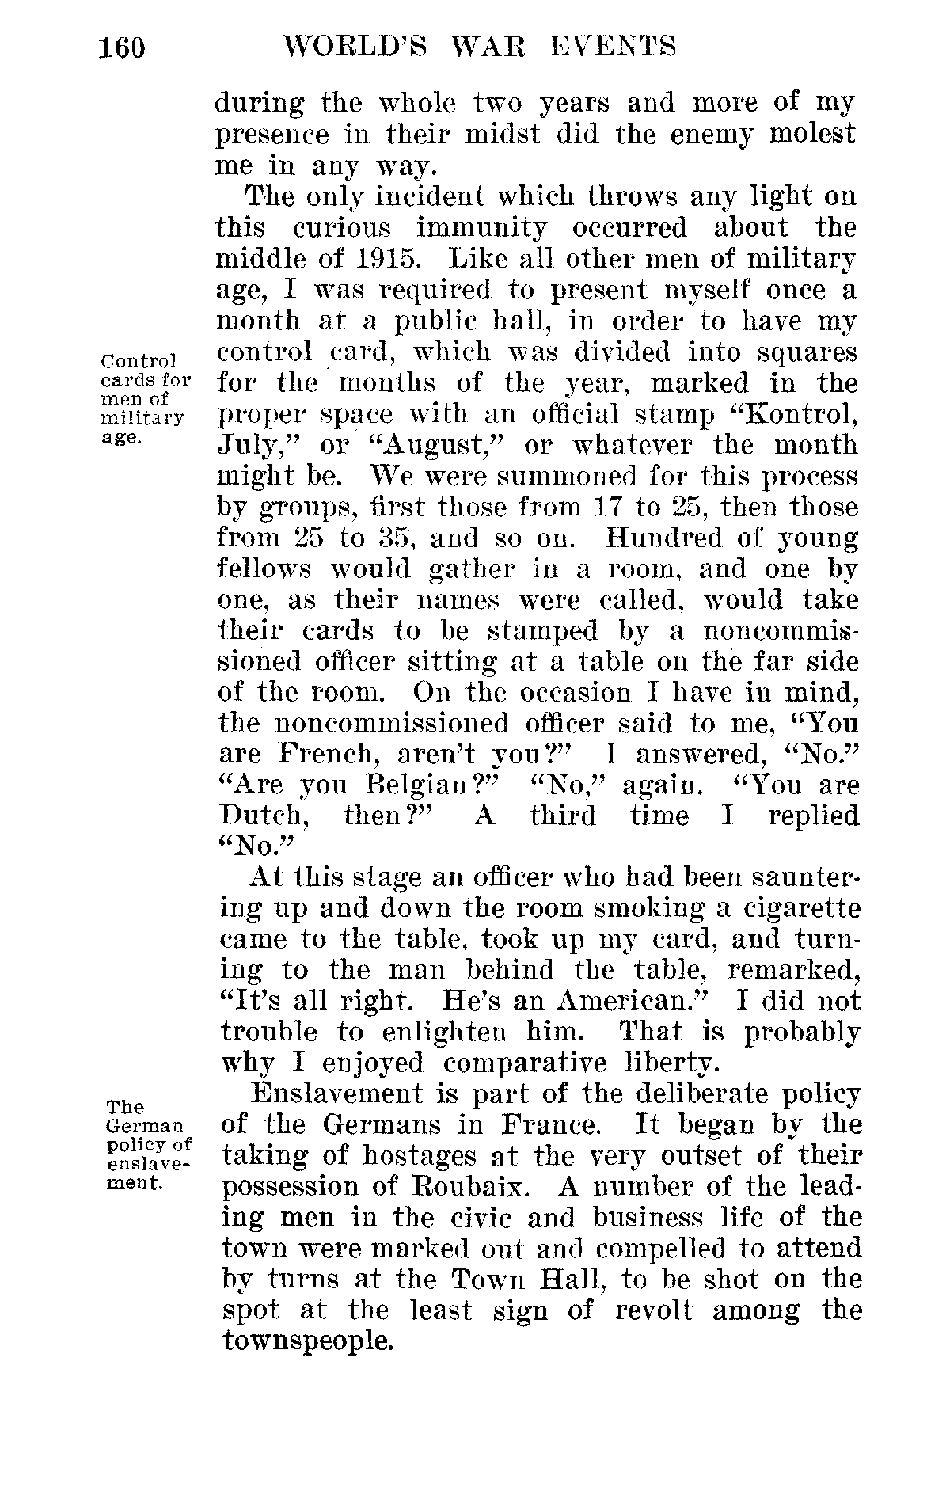 160 WORLD'S WAR EVENTS
during the whole two years and more of my
presence in their midst did the enemy molest
me in any way.
The only incident which throws any light on
this curious immunity occurred about the
middle of 1915. Like all other men of military
age, I was required to present myself once a
month at a public hall, in order to have my
control card, which was divided into squares
for the months of the year, marked in the
proper space with an official stamp “Kontrol,
July,” or “August,” or whatever the month
might be. We were summoned for this process
by groups, first those from 17 to 25, then those
from 25 to 35, and so on. Hundred of young
fellows would gather in a room, and one by
one, as their names were called, would take
their cards to be stamped by a noncommis-
sioned officer sitting at a table on the far side
of the room. On the occasion I have in mind,
the noncommissioned officer said to me, “You
are French, aren't you?” I answered, “No.”
“Are you Belgian?” “No,” again. “You are
Dutch, then?” A third time I replied
“No.”
At this stage an officer who had been saunter-
ing up and down the room smoking a cigarette
came to the table, took up my card, and turn-
ing to the man behind the table, remarked,
“It's all right. He's an American.” I did not
trouble to enlighten him. That is probably
why I enjoyed comparative liberty.
Enslavement is part of the deliberate policy
of the Germans in France. It began by the
taking of hostages at the very outset of their
possession of Roubaix. A number of the lead-
ing men in the civic and business life of the
town were marked out and compelled to attend
by turns at the Town Hall, to be shot on the
spot at the least sign of revolt among the
townspeople.
Control
cards for
men of
military
age.
The
German
policy of
enslave-
ment.